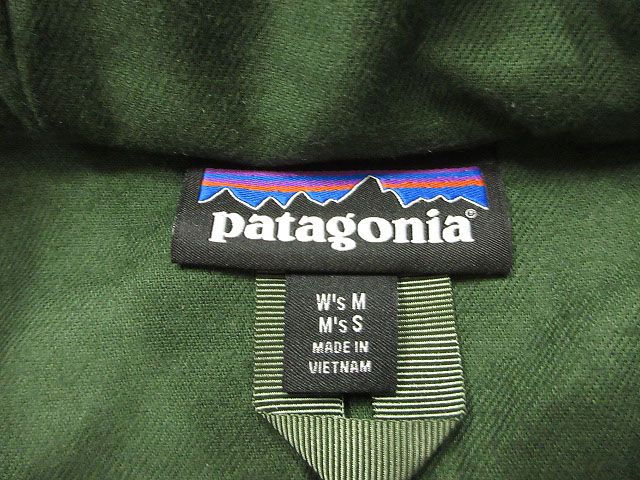 patagonia®
W's M
M's S
MADE IN
VIETNAM